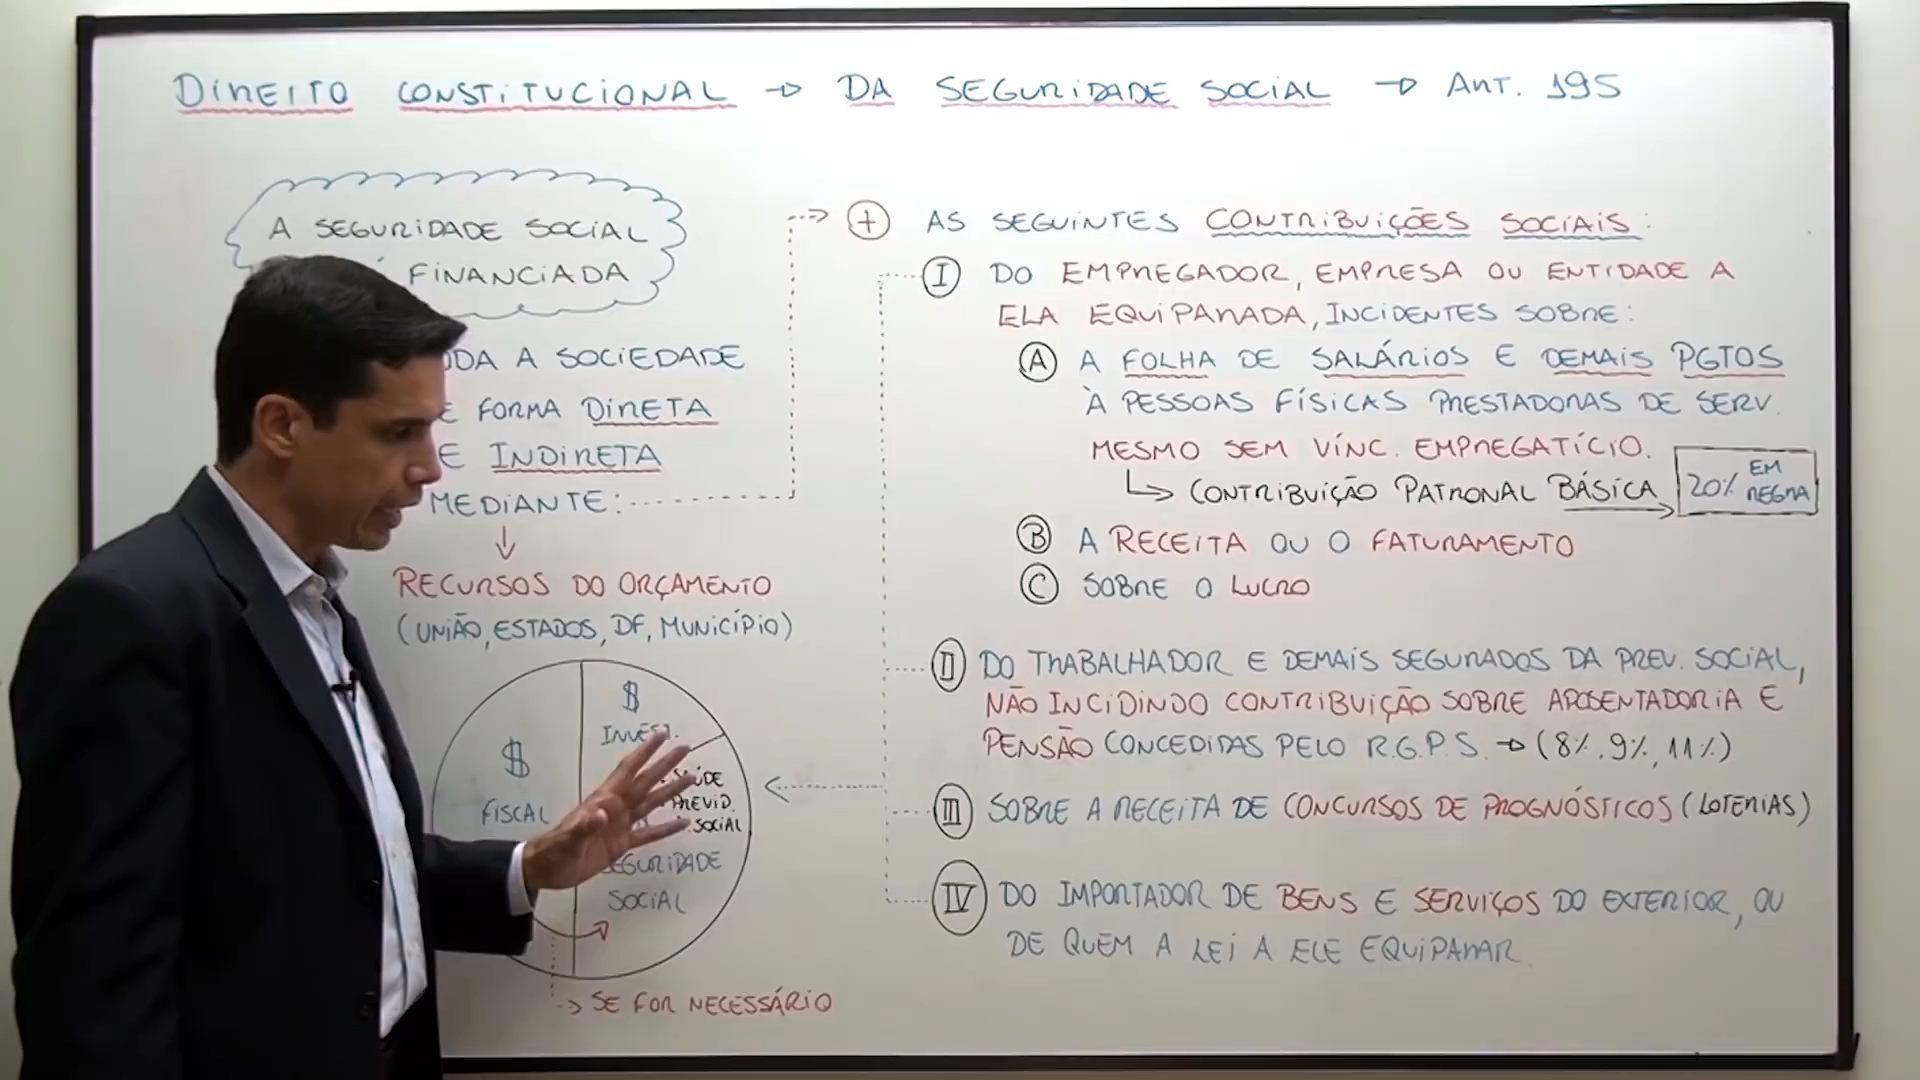 DIREITO CONSTITUCIONAL → DA SEGURIDADE SOCIAL → ART. 195
A SEGURIDADE SOCIAL
FINANCIADA
A SOCIEDADE
FORMA DIRETA
E INDIRETA
MEDIANTE:
↓
RECURSOS DO ORÇAMENTO
(UNIÃO, ESTADOS, DF, MUNICÍPIO)
$
FISCAL
$
SOCIAL
SOCIAL
→ SE FOR NECESSÁRIO
+ AS SEGUINTES CONTRIBUIÇÕES SOCIAIS:
I DO EMPREGADOR, EMPRESA OU ENTIDADE A
ELA EQUIPARADA, INCIDENTES SOBRE:
A A FOLHA DE SALÁRIOS E DEMAIS PGTOS
À PESSOAS FÍSICAS PRESTADORAS DE SERV.
MESMO SEM VÍNC. EMPREGATÍCIO.
↳ CONTRIBUIÇÃO PATRONAL BÁSICA → 20% EM REGRA
B A RECEITA OU O FATURAMENTO
C SOBRE O LUCRO
II DO TRABALHADOR E DEMAIS SEGURADOS DA PREV. SOCIAL,
NÃO INCIDINDO CONTRIBUIÇÃO SOBRE APOSENTADORIA E
PENSÃO CONCEDIDAS PELO R.G.P.S. → (8%, 9%, 11%)
III SOBRE A RECEITA DE CONCURSOS DE PROGNÓSTICOS (LOTERIAS)
IV DO IMPORTADOR DE BENS E SERVIÇOS DO EXTERIOR, OU
DE QUEM A LEI A ELE EQUIPARAR.